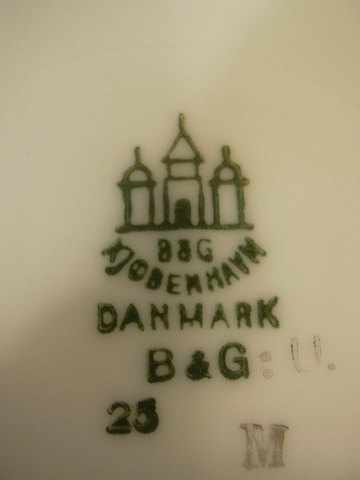 B&G
KJØBENHAVN
DANMARK
B&G : U.
25
M